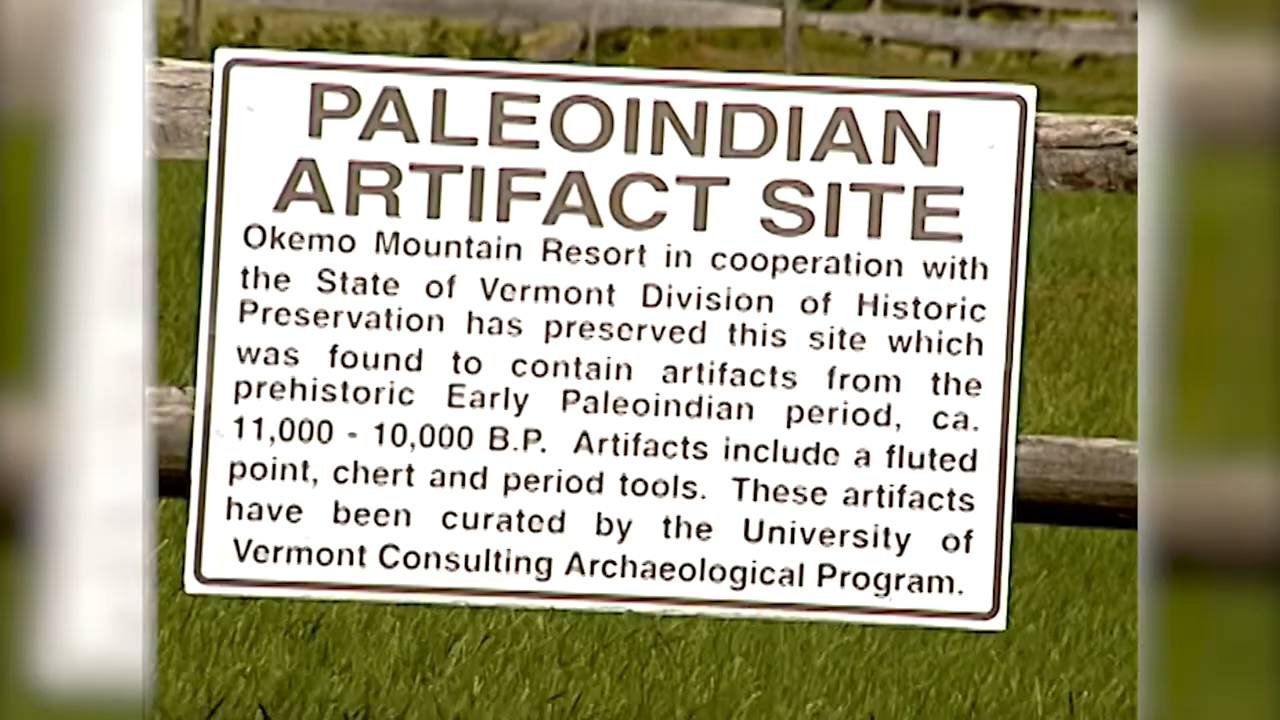 PALEOINDIAN
ARTIFACT SITE
Okemo Mountain Resort in cooperation with
the State of Vermont Division of Historic
Preservation has preserved this site which
was found to contain artifacts from the
prehistoric Early Paleoindian period, ca.
11,000 - 10,000 B.P. Artifacts include a fluted
point, chert and period tools. These artifacts
have been curated by the University of
Vermont Consulting Archaeological Program.